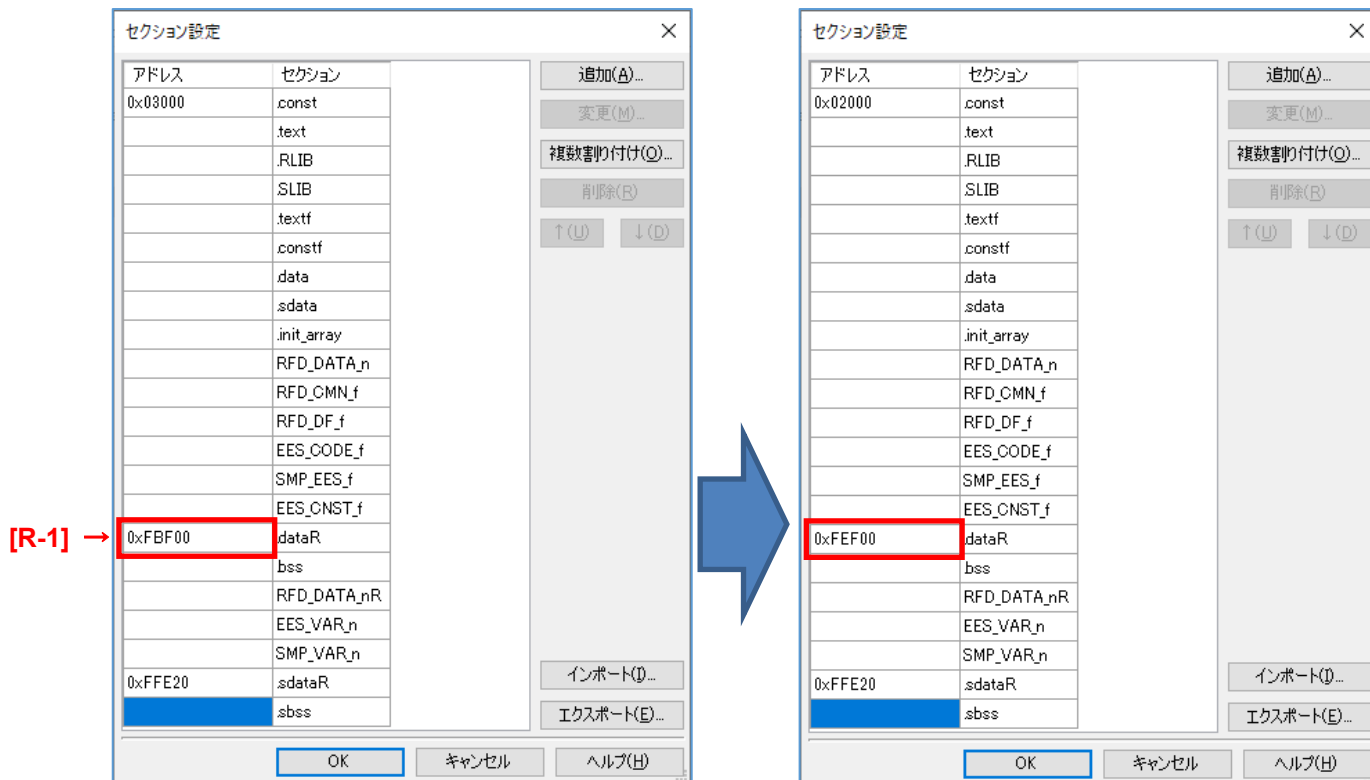 セクション設定
アドレス セクション
0x03000 .const
.text
.RLIB
.SLIB
.textf
.constf
.data
.sdata
.init_array
RFD_DATA_n
RFD_CMN_f
RFD_DF_f
EES_CODE_f
SMP_EES_f
EES_CNST_f
[R-1] → 0xFBF00 .dataR
.bss
RFD_DATA_nR
EES_VAR_n
SMP_VAR_n
0xFFE20 .sdataR
.sbss
追加(A)...
変更(M)...
複数割り付け(O)...
削除(R)
↑(U) ↓(D)
インポート(I)...
エクスポート(E)...
OK キャンセル ヘルプ(H)
セクション設定
アドレス セクション
0x02000 .const
.text
.RLIB
.SLIB
.textf
.constf
.data
.sdata
.init_array
RFD_DATA_n
RFD_CMN_f
RFD_DF_f
EES_CODE_f
SMP_EES_f
EES_CNST_f
0xFEF00 .dataR
.bss
RFD_DATA_nR
EES_VAR_n
SMP_VAR_n
0xFFE20 .sdataR
.sbss
追加(A)...
変更(M)...
複数割り付け(O)...
削除(R)
↑(U) ↓(D)
インポート(I)...
エクスポート(E)...
OK キャンセル ヘルプ(H)